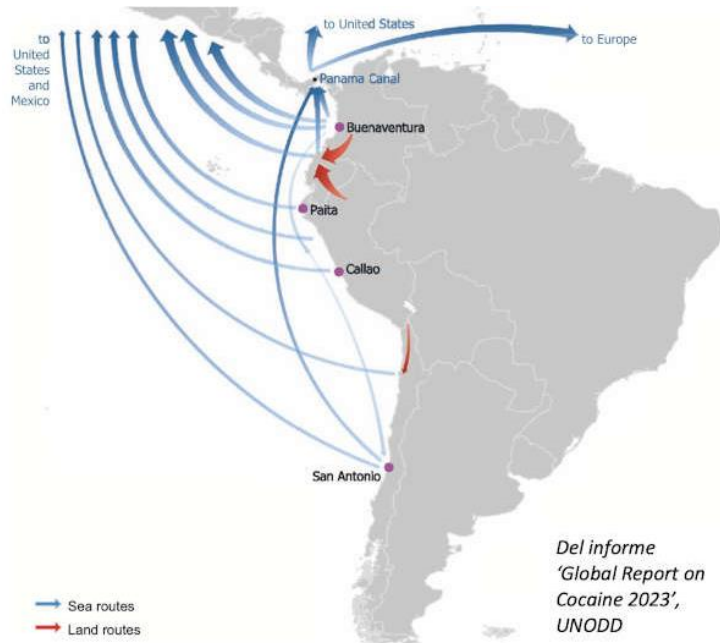 to United States
to Europe
to
United
States
and
Mexico
Panama Canal
Buenaventura
Paita
Callao
San Antonio
Del informe
‘Global Report on
Cocaine 2023’,
UNODD
Sea routes
Land routes